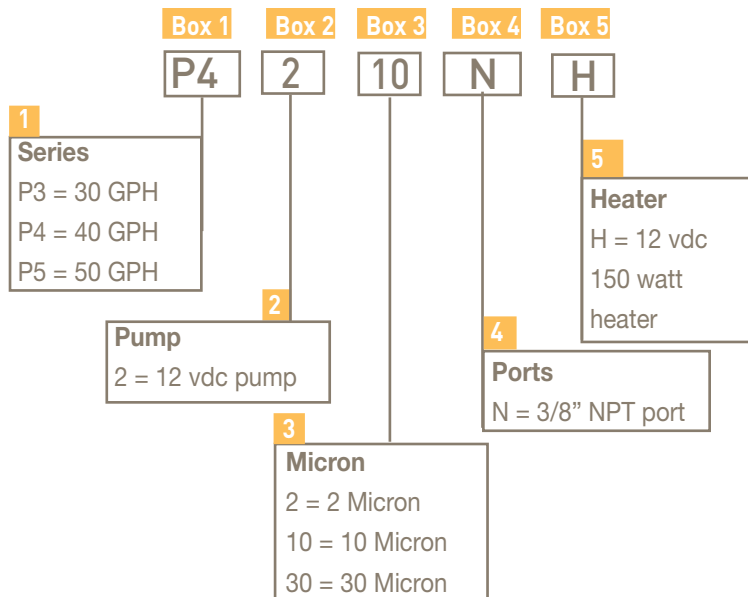 Box 1 Box 2 Box 3 Box 4 Box 5
P4 2 10 N H
1
Series
P3 = 30 GPH
P4 = 40 GPH
P5 = 50 GPH
2
Pump
2 = 12 vdc pump
3
Micron
2 = 2 Micron
10 = 10 Micron
30 = 30 Micron
4
Ports
N = 3/8” NPT port
5
Heater
H = 12 vdc
150 watt
heater